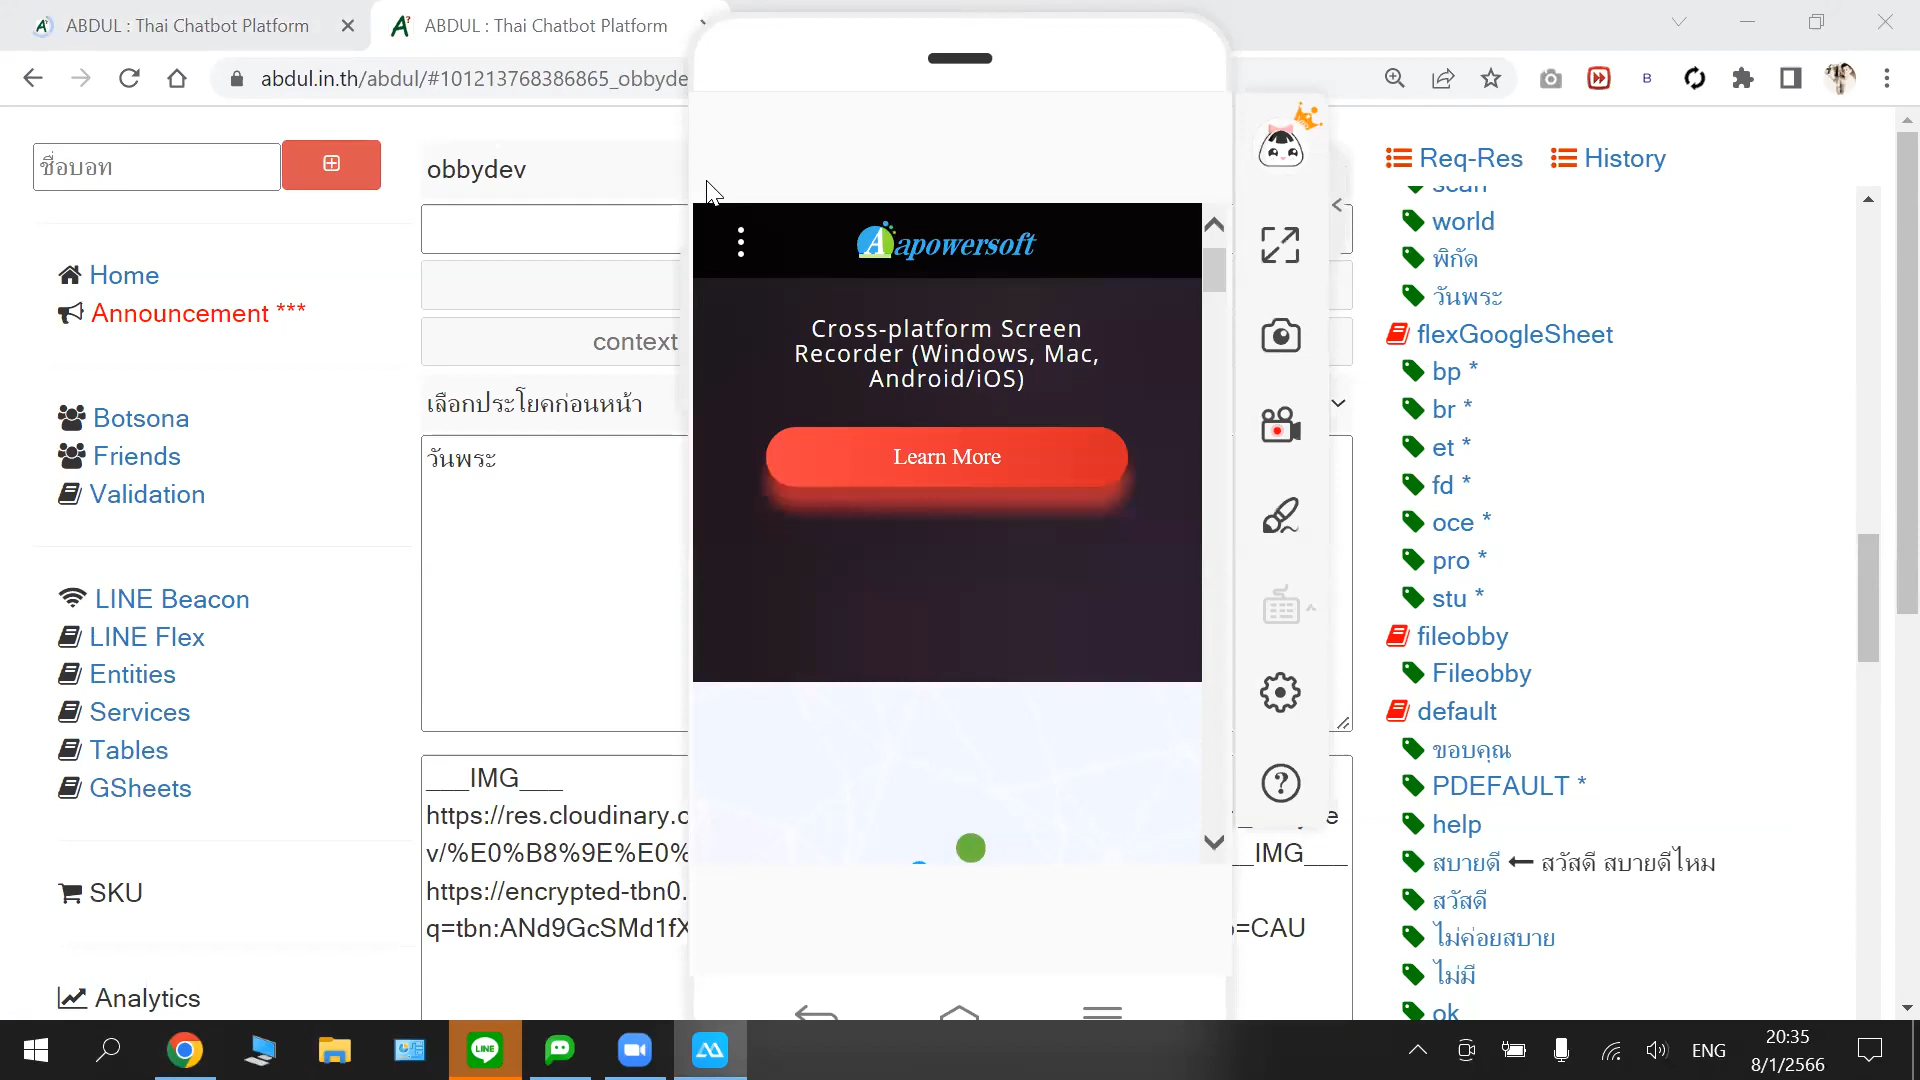 ABDUL : Thai Chatbot Platform
ABDUL : Thai Chatbot Platform
abdul.in.th/abdul/#101213768386865_obbyde
B
ชื่อบอท
Home
Announcement ***
Botsona
Friends
Validation
LINE Beacon
LINE Flex
Entities
Services
Tables
GSheets
SKU
Analytics
obbydev
context
เลือกประโยคก่อนหน้า
วันพระ
___IMG___
https://res.cloudinary.c
v/%E0%B8%9E%E0%
__IMG___
https://encrypted-tbn0.
q=tbn:ANd9GcSMd1fX
=CAU
apowersoft
Cross-platform Screen
Recorder (Windows, Mac,
Android/iOS)
Learn More
Req-Res
History
scan
world
พิกัด
วันพระ
flexGoogleSheet
bp *
br *
et *
fd *
oce *
pro *
stu *
fileobby
Fileobby
default
ขอบคุณ
PDEFAULT *
help
สบายดี ← สวัสดี สบายดีไหม
สวัสดี
ไม่ค่อยสบาย
ไม่มี
ok
LINE
ENG
20:35
8/1/2566